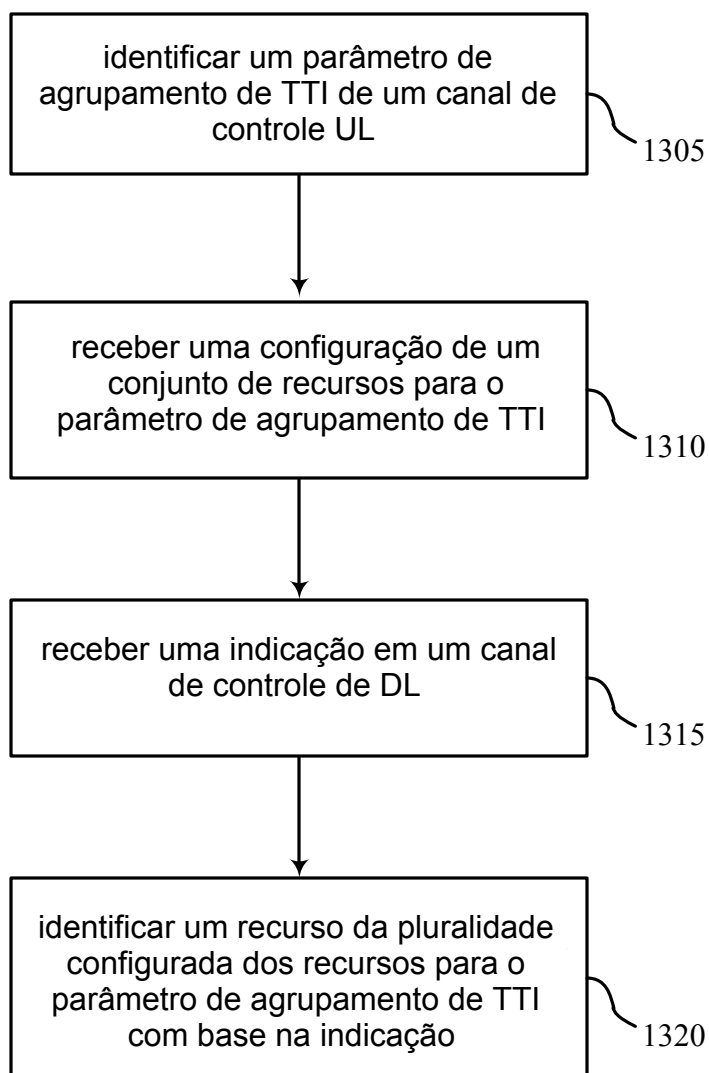 identificar um parâmetro de
agrupamento de TTI de um canal de
controle UL
1305
receber uma configuração de um
conjunto de recursos para o
parâmetro de agrupamento de TTI
1310
receber uma indicação em um canal
de controle de DL
1315
identificar um recurso da pluralidade
configurada dos recursos para o
parâmetro de agrupamento de TTI
com base na indicação
1320